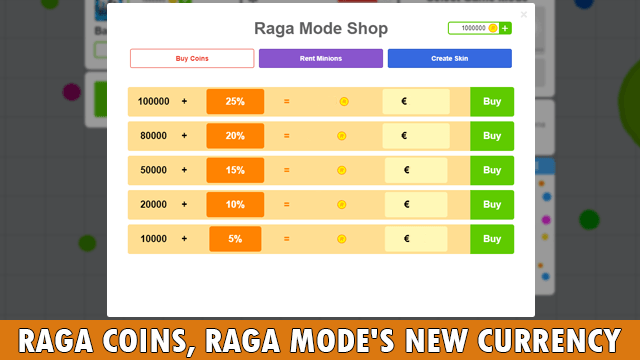 Raga Mode Shop
1000000 +
Buy Coins
Rent Minions
Create Skin
100000 + 25% = € Buy
80000 + 20% = € Buy
50000 + 15% = € Buy
20000 + 10% = € Buy
10000 + 5% = € Buy
RAGA COINS, RAGA MODE'S NEW CURRENCY